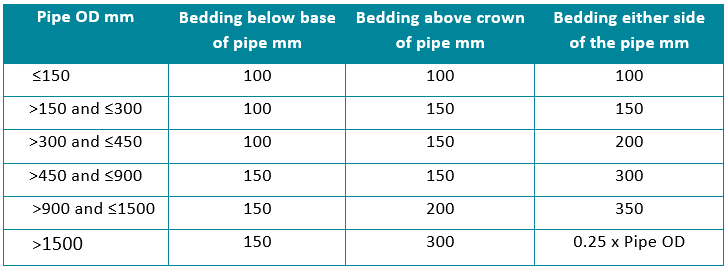 Pipe OD mm Bedding below base of pipe mm Bedding above crown of pipe mm Bedding either side of the pipe mm
≤150 100 100 100
>150 and ≤300 100 150 150
>300 and ≤450 100 150 200
>450 and ≤900 150 150 300
>900 and ≤1500 150 200 350
>1500 150 300 0.25 x Pipe OD